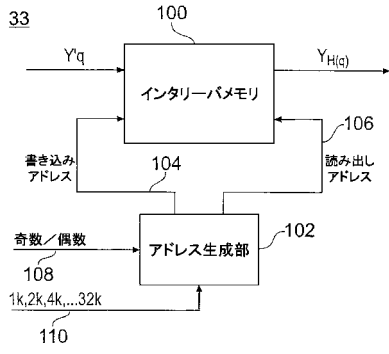 33
100
Y'q
YH(q)
インタリーバメモリ
106
書き込み
アドレス
104
読み出し
アドレス
奇数/偶数
108
アドレス生成部
102
1k,2k,4k,...32k
110